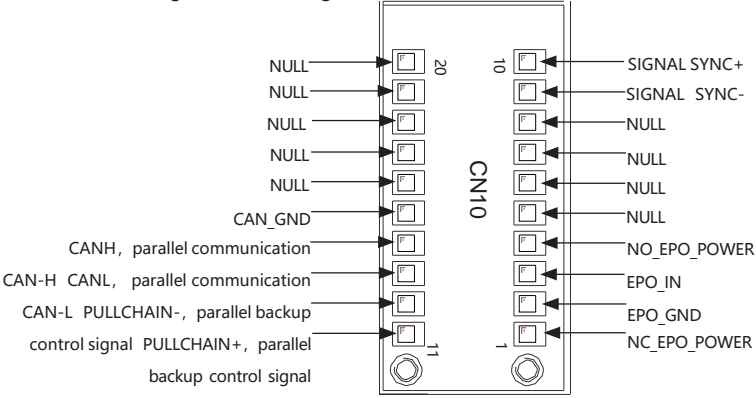 NULL
NULL
NULL
NULL
NULL
CAN_GND
CANH, parallel communication
CAN-H CANL, parallel communication
CAN-L PULLCHAIN-, parallel backup
control signal PULLCHAIN+, parallel
backup control signal
20
11
CN10
10
1
SIGNAL SYNC+
SIGNAL SYNC-
NULL
NULL
NULL
NULL
NO_EPO_POWER
EPO_IN
EPO_GND
NC_EPO_POWER